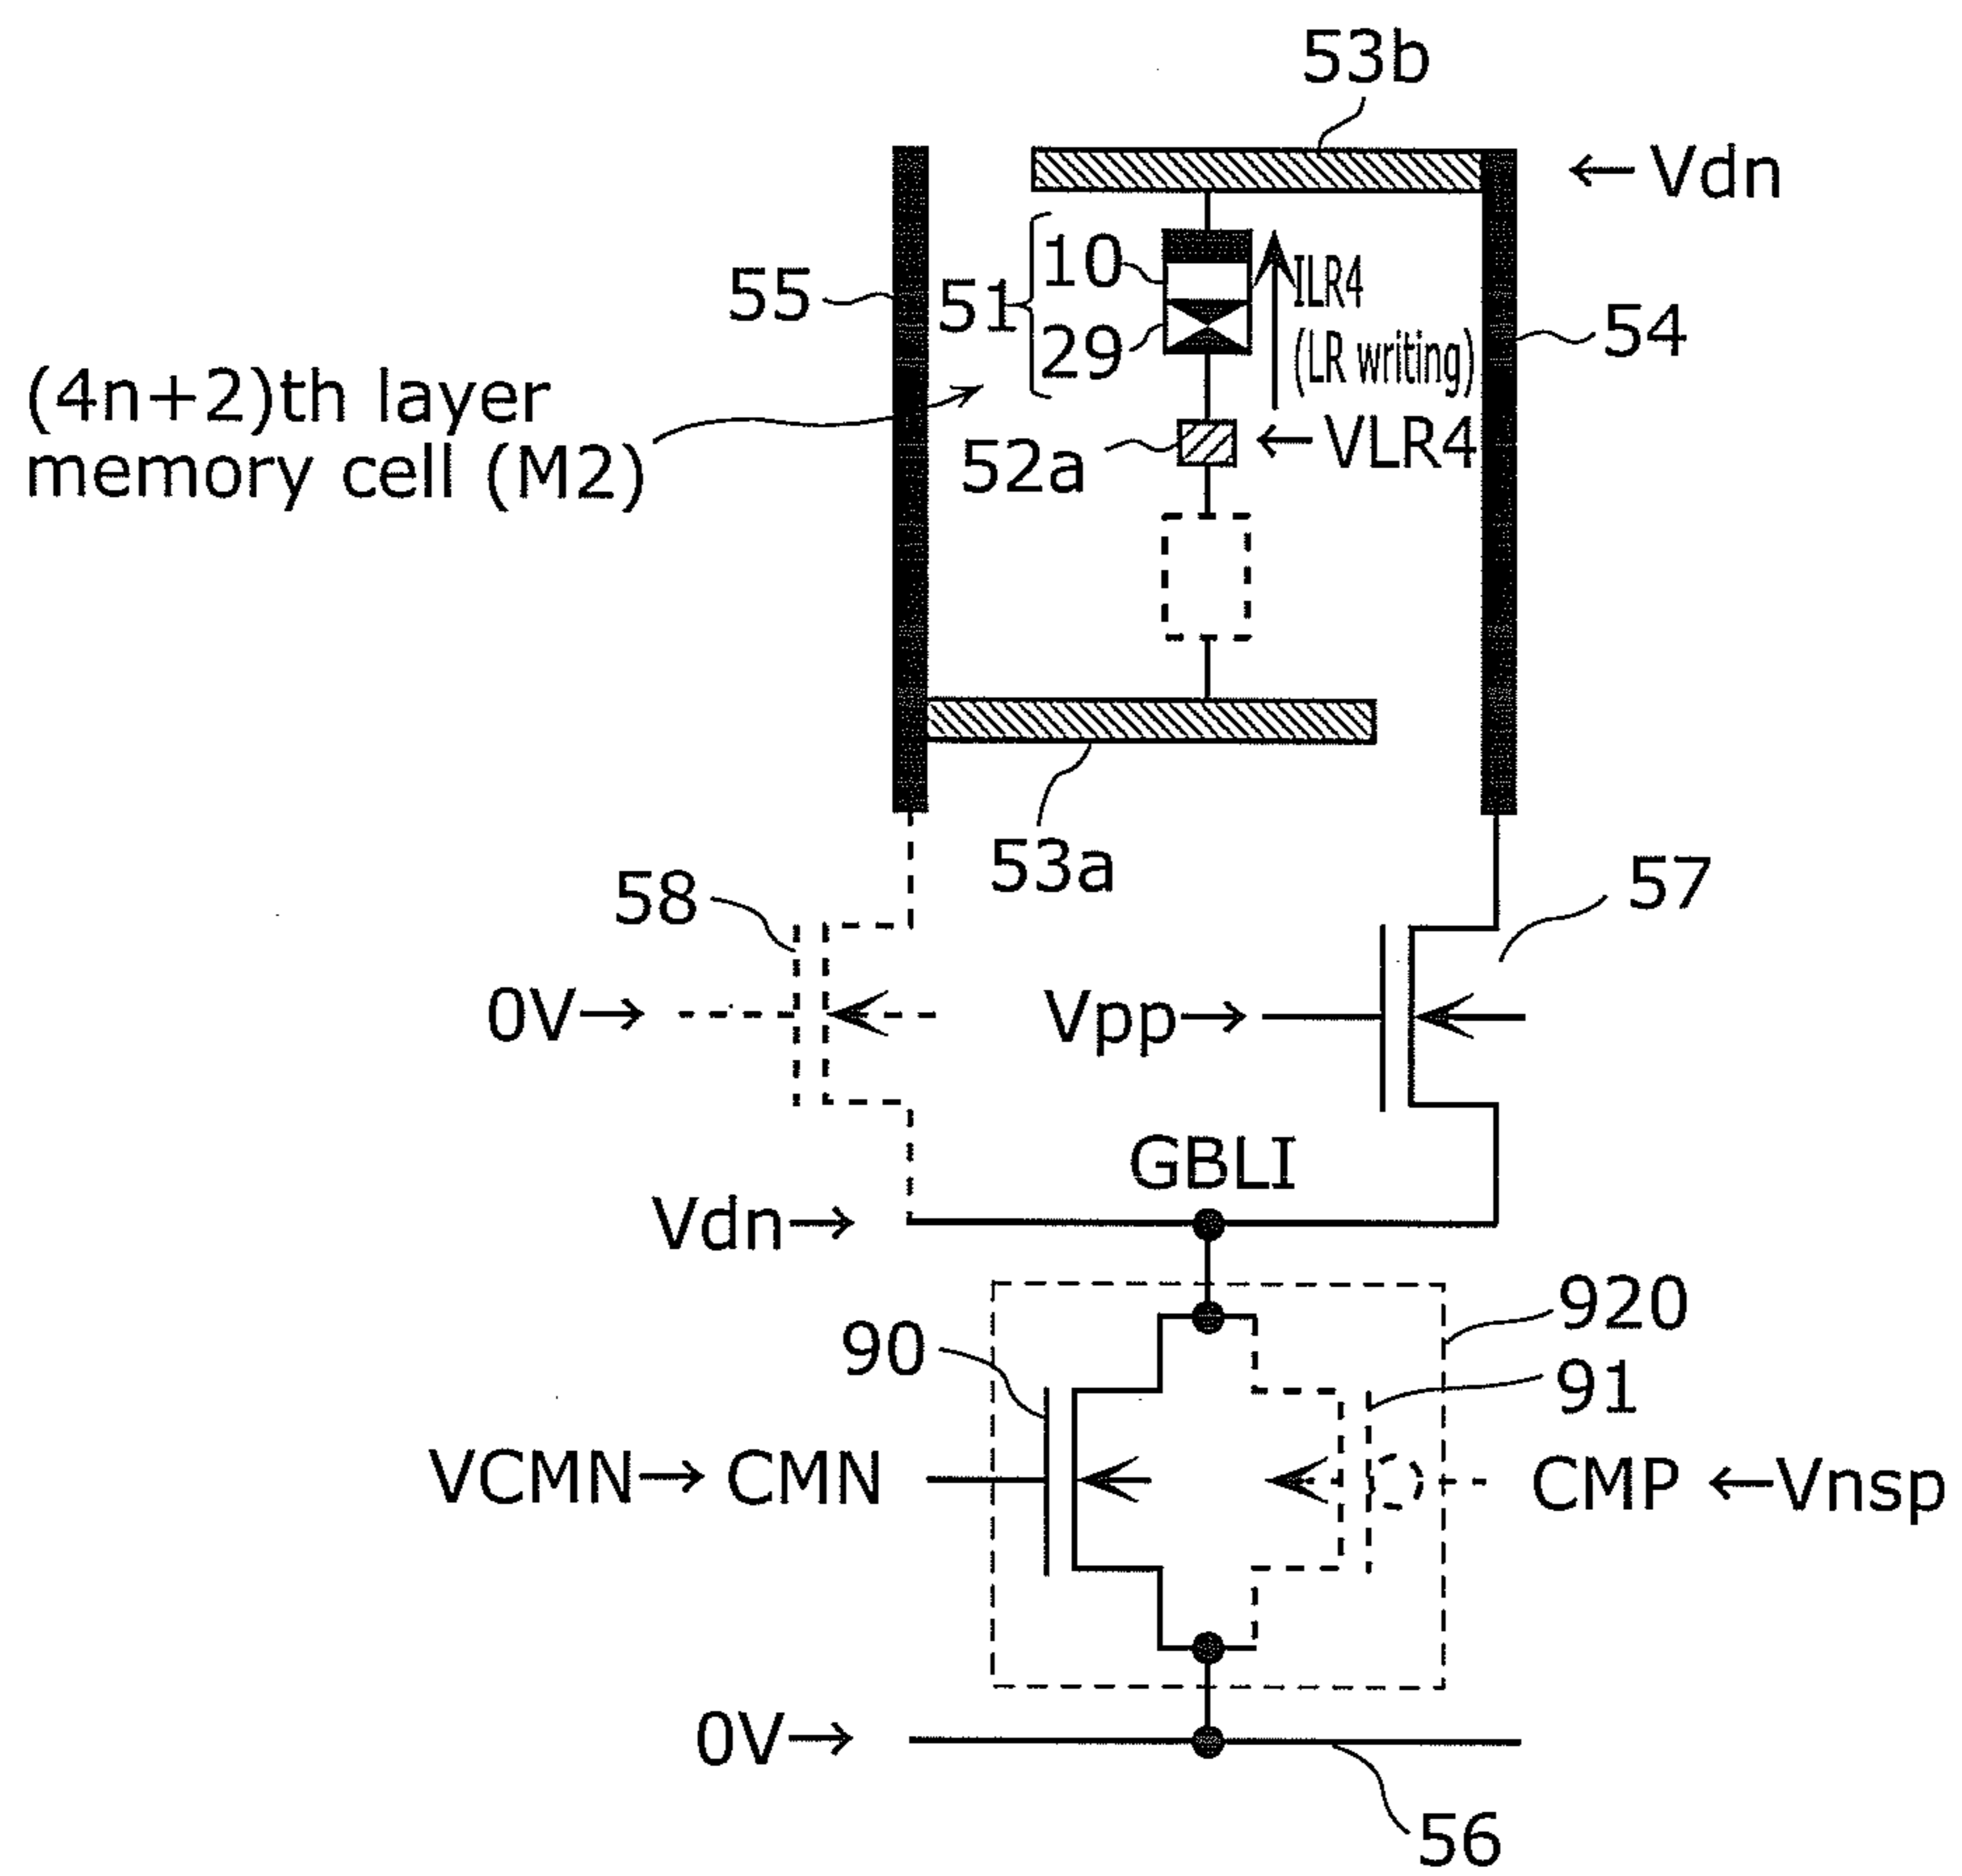 53b
←Vdn
10
55
51
ILR4
29
(LR writing)
54
(4n+2)th layer
memory cell (M2)
52a
←VLR4
53a
58
57
0V→
Vpp→
GBLI
Vdn→
920
90
91
VCMN→CMN
CMP ←Vnsp
0V→
56